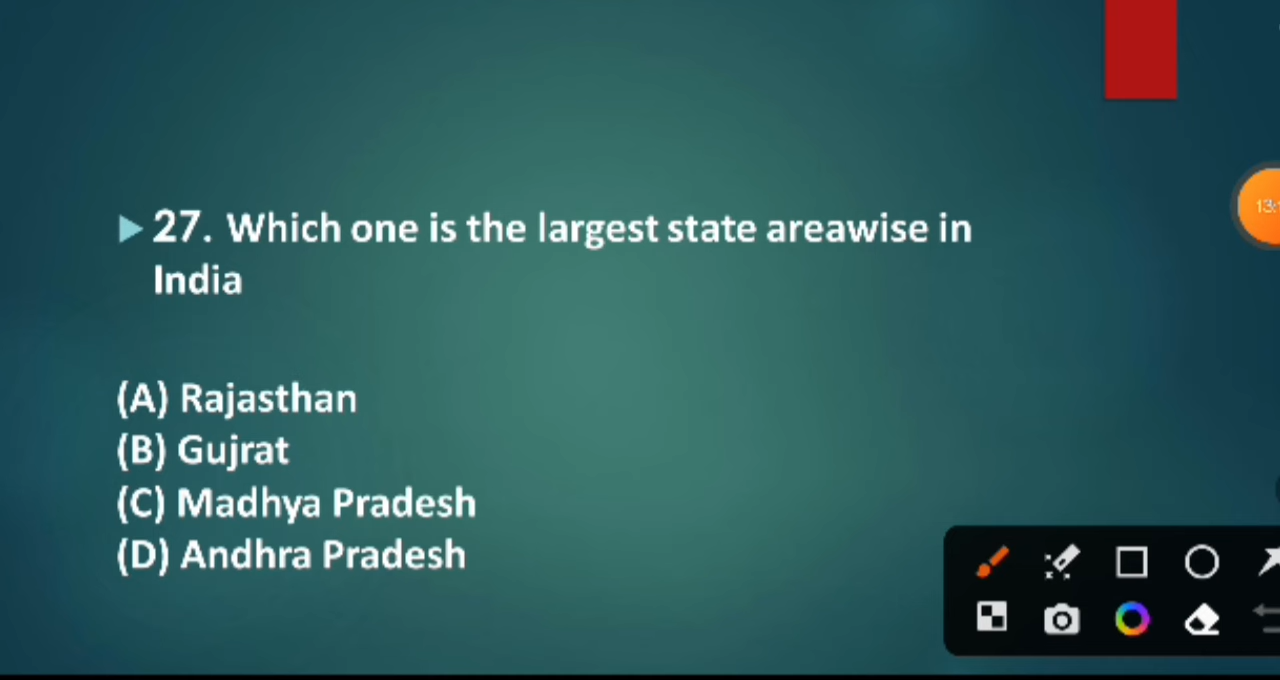 27. Which one is the largest state areawise in
India
(A) Rajasthan
(B) Gujrat
(C) Madhya Pradesh
(D) Andhra Pradesh